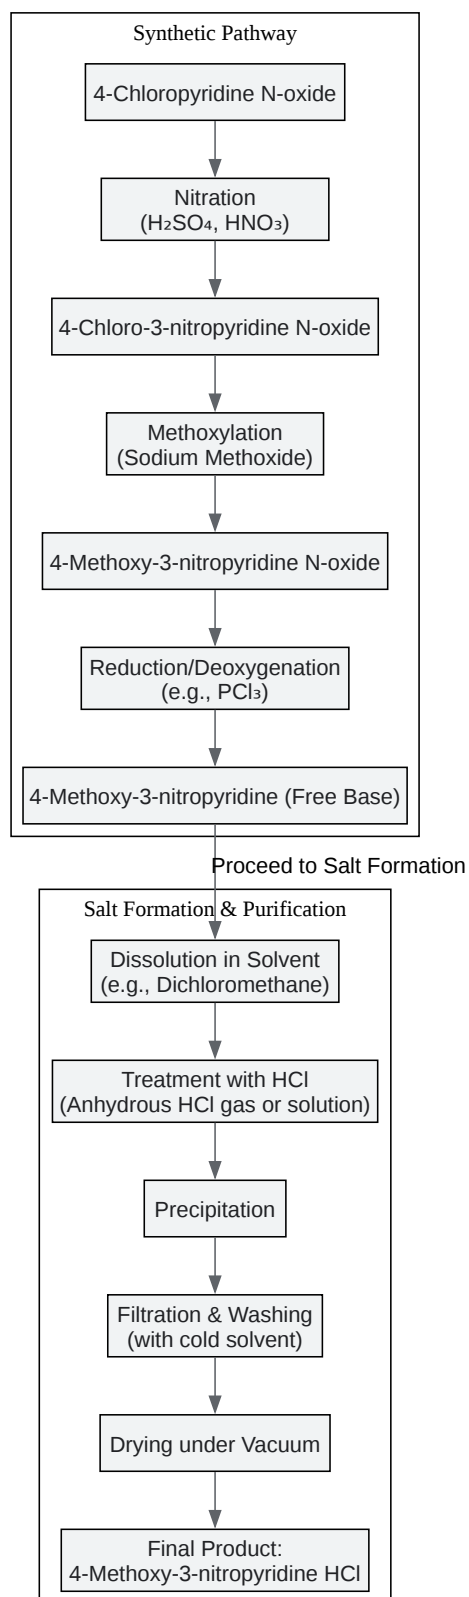 Synthetic Pathway
4-Chloropyridine N-oxide
Nitration
(H₂SO₄, HNO₃)
4-Chloro-3-nitropyridine N-oxide
Methoxylation
(Sodium Methoxide)
4-Methoxy-3-nitropyridine N-oxide
Reduction/Deoxygenation
(e.g., PCl₃)
4-Methoxy-3-nitropyridine (Free Base)
Proceed to Salt Formation
Salt Formation & Purification
Dissolution in Solvent
(e.g., Dichloromethane)
Treatment with HCl
(Anhydrous HCl gas or solution)
Precipitation
Filtration & Washing
(with cold solvent)
Drying under Vacuum
Final Product:
4-Methoxy-3-nitropyridine HCl